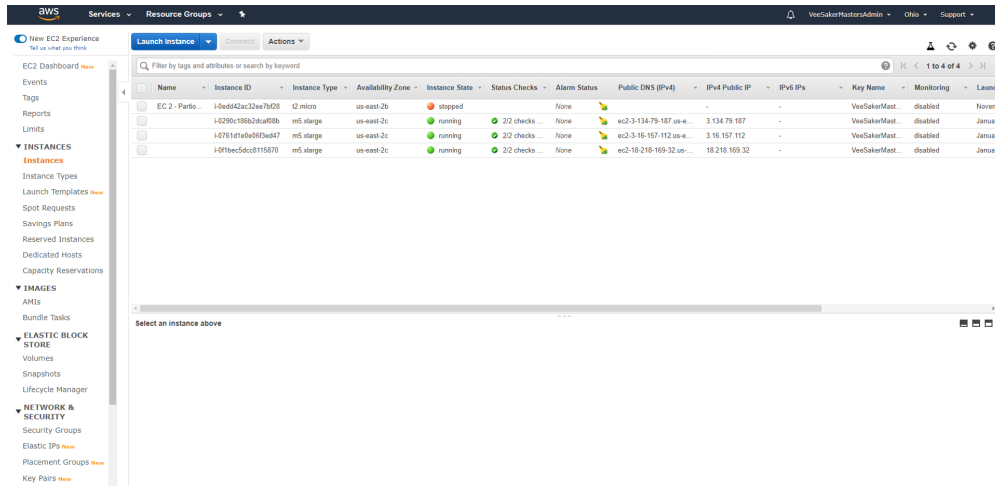 aws Services Resource Groups VeeSakerMastersAdmin Ohio Support
New EC2 Experience
Tell us what you think
Launch Instance Connect Actions
EC2 Dashboard New
Events
Tags
Reports
Limits
INSTANCES
Instances
Instance Types
Launch Templates New
Spot Requests
Savings Plans
Reserved Instances
Dedicated Hosts
Capacity Reservations
IMAGES
AMIs
Bundle Tasks
ELASTIC BLOCK
STORE
Volumes
Snapshots
Lifecycle Manager
NETWORK &
SECURITY
Security Groups
Elastic IPs New
Placement Groups New
Key Pairs New
Filter by tags and attributes or search by keyword 1 to 4 of 4
Name Instance ID Instance Type Availability Zone Instance State Status Checks Alarm Status Public DNS (IPv4) IPv4 Public IP IPv6 IPs Key Name Monitoring Launc
EC 2 - Partio... i-0edd42ac32ee7bf28 t2.micro us-east-2b stopped None - - VeeSakerMast... disabled Novem
i-0290c186b2dcaf08b m5.xlarge us-east-2c running 2/2 checks ... None ec2-3-134-79-187.us-e... 3.134.79.187 - VeeSakerMast... disabled Janua
i-0761d1e0e06f3ed47 m5.xlarge us-east-2c running 2/2 checks ... None ec2-3-16-157-112.us-e... 3.16.157.112 - VeeSakerMast... disabled Janua
i-0f1bec5dcc8115870 m5.xlarge us-east-2c running 2/2 checks ... None ec2-18-218-169-32.us-... 18.218.169.32 - VeeSakerMast... disabled Janua
Select an instance above